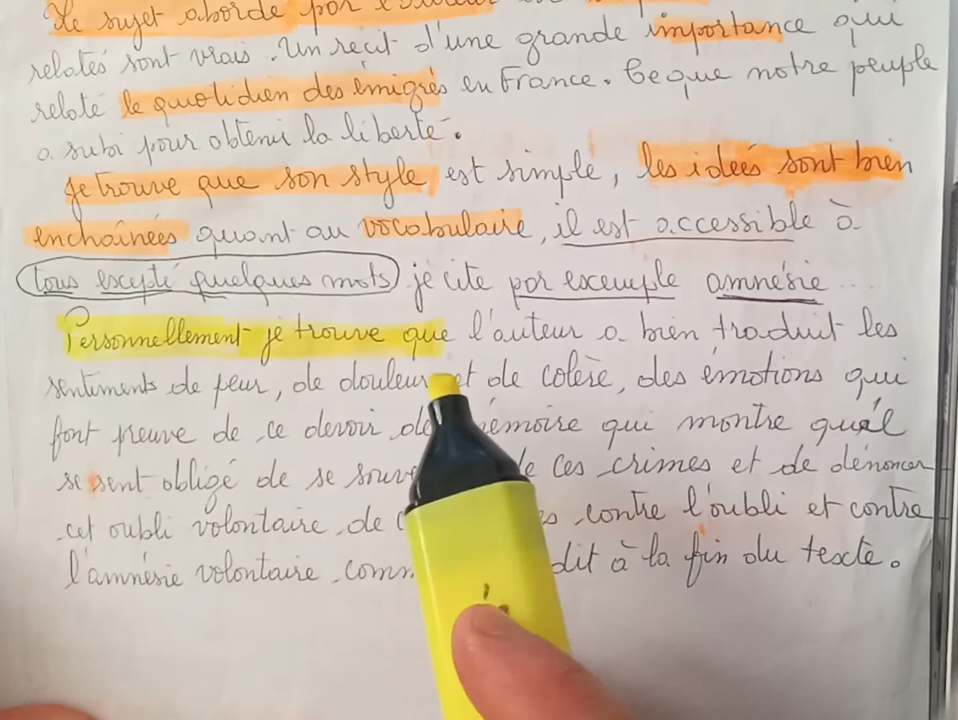 Le sujet abordé par l'auteur est
relatés sont vrais. Un récit d'une grande importance qui
relate le quotidien des émigrés en France. Ce que notre peuple
a subi pour obtenir la liberté.
Je trouve que son style, est simple, les ideés sont bien
enchaînées quant au vocabulaire, il est accessible à
tous excepté quelques mots je cite par exemple amnésie...
Personnellement je trouve que l'auteur a bien traduit les
sentiments de peur, de douleur et de colère, des émotions qui
font preuve de ce devoir de mémoire qui montre qu'il
se sent obligé de se souv de ces crimes et de dénoncer
cet oubli volontaire de contre l'oubli et contre
l'amnésie volontaire comm dit à la fin du texte.